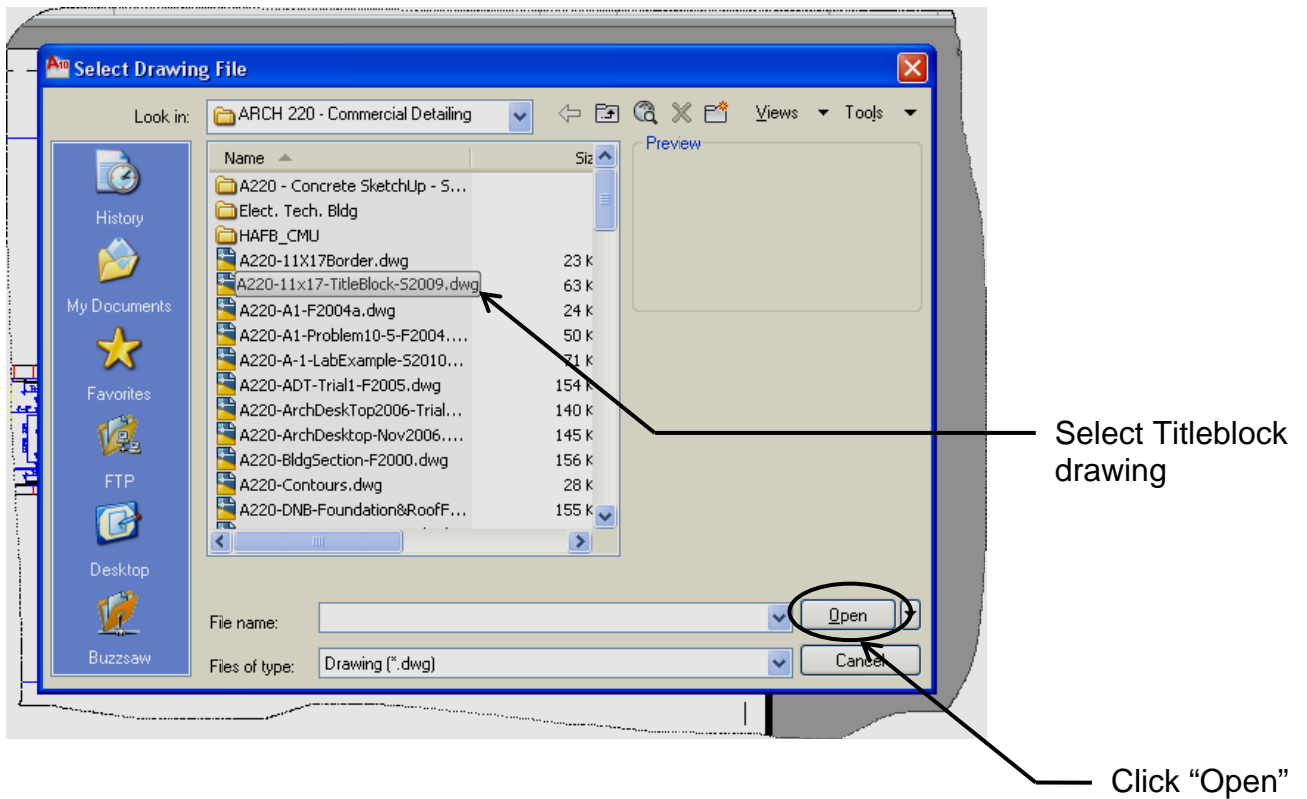 A10 Select Drawing File
Look in: ARCH 220 - Commercial Detailing Views Tools
Name Siz
Preview
A220 - Concrete SketchUp - S...
Elect. Tech. Bldg
HAFB_CMU
A220-11X17Border.dwg 23 K
A220-11x17-TitleBlock-S2009.dwg 63 K
A220-A1-F2004a.dwg 24 K
A220-A1-Problem10-5-F2004.... 50 K
A220-A-1-LabExample-S2010... 71 K
A220-ADT-Trial1-F2005.dwg 154 K
A220-ArchDeskTop2006-Trial... 140 K
A220-ArchDesktop-Nov2006.... 145 K
A220-BldgSection-F2000.dwg 156 K
A220-Contours.dwg 28 K
A220-DNB-Foundation&RoofF... 155 K
History
My Documents
Favorites
FTP
Desktop
Buzzsaw
File name: Open
Files of type: Drawing (*.dwg) Cancel
Select Titleblock
drawing
Click “Open”